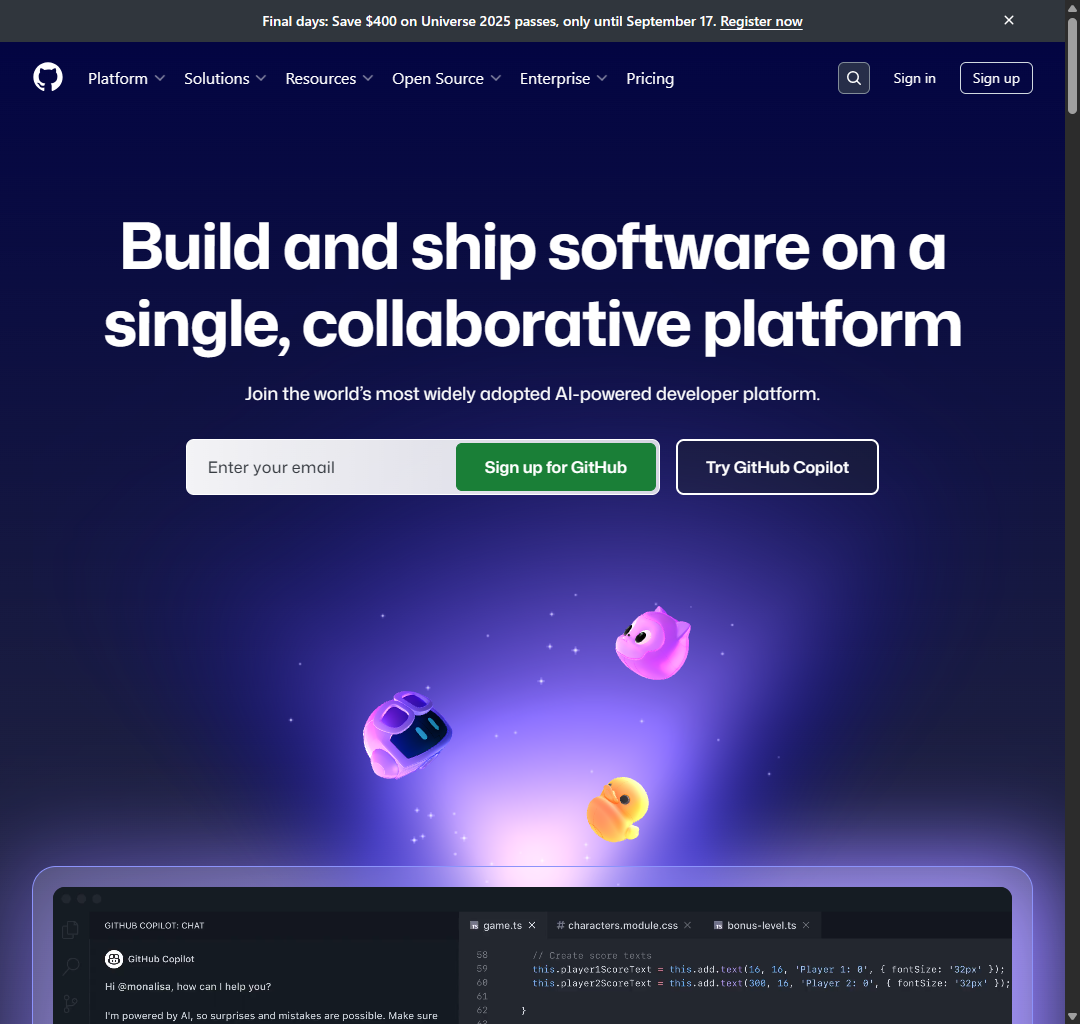 Final days: Save $400 on Universe 2025 passes, only until September 17. Register now
Platform Solutions Resources Open Source Enterprise Pricing Sign in Sign up
Build and ship software on a
single, collaborative platform
Join the world’s most widely adopted AI-powered developer platform.
Enter your email Sign up for GitHub Try GitHub Copilot
GITHUB COPILOT: CHAT
GitHub Copilot
Hi @monalisa, how can I help you?
I'm powered by AI, so surprises and mistakes are possible. Make sure
game.ts # characters.module.css bonus-level.ts
58 // Create score texts
59 this.player1ScoreText = this.add.text(16, 16, 'Player 1: 0', { fontSize: '32px' });
60 this.player2ScoreText = this.add.text(300, 16, 'Player 2: 0', { fontSize: '32px' });
61
62 }